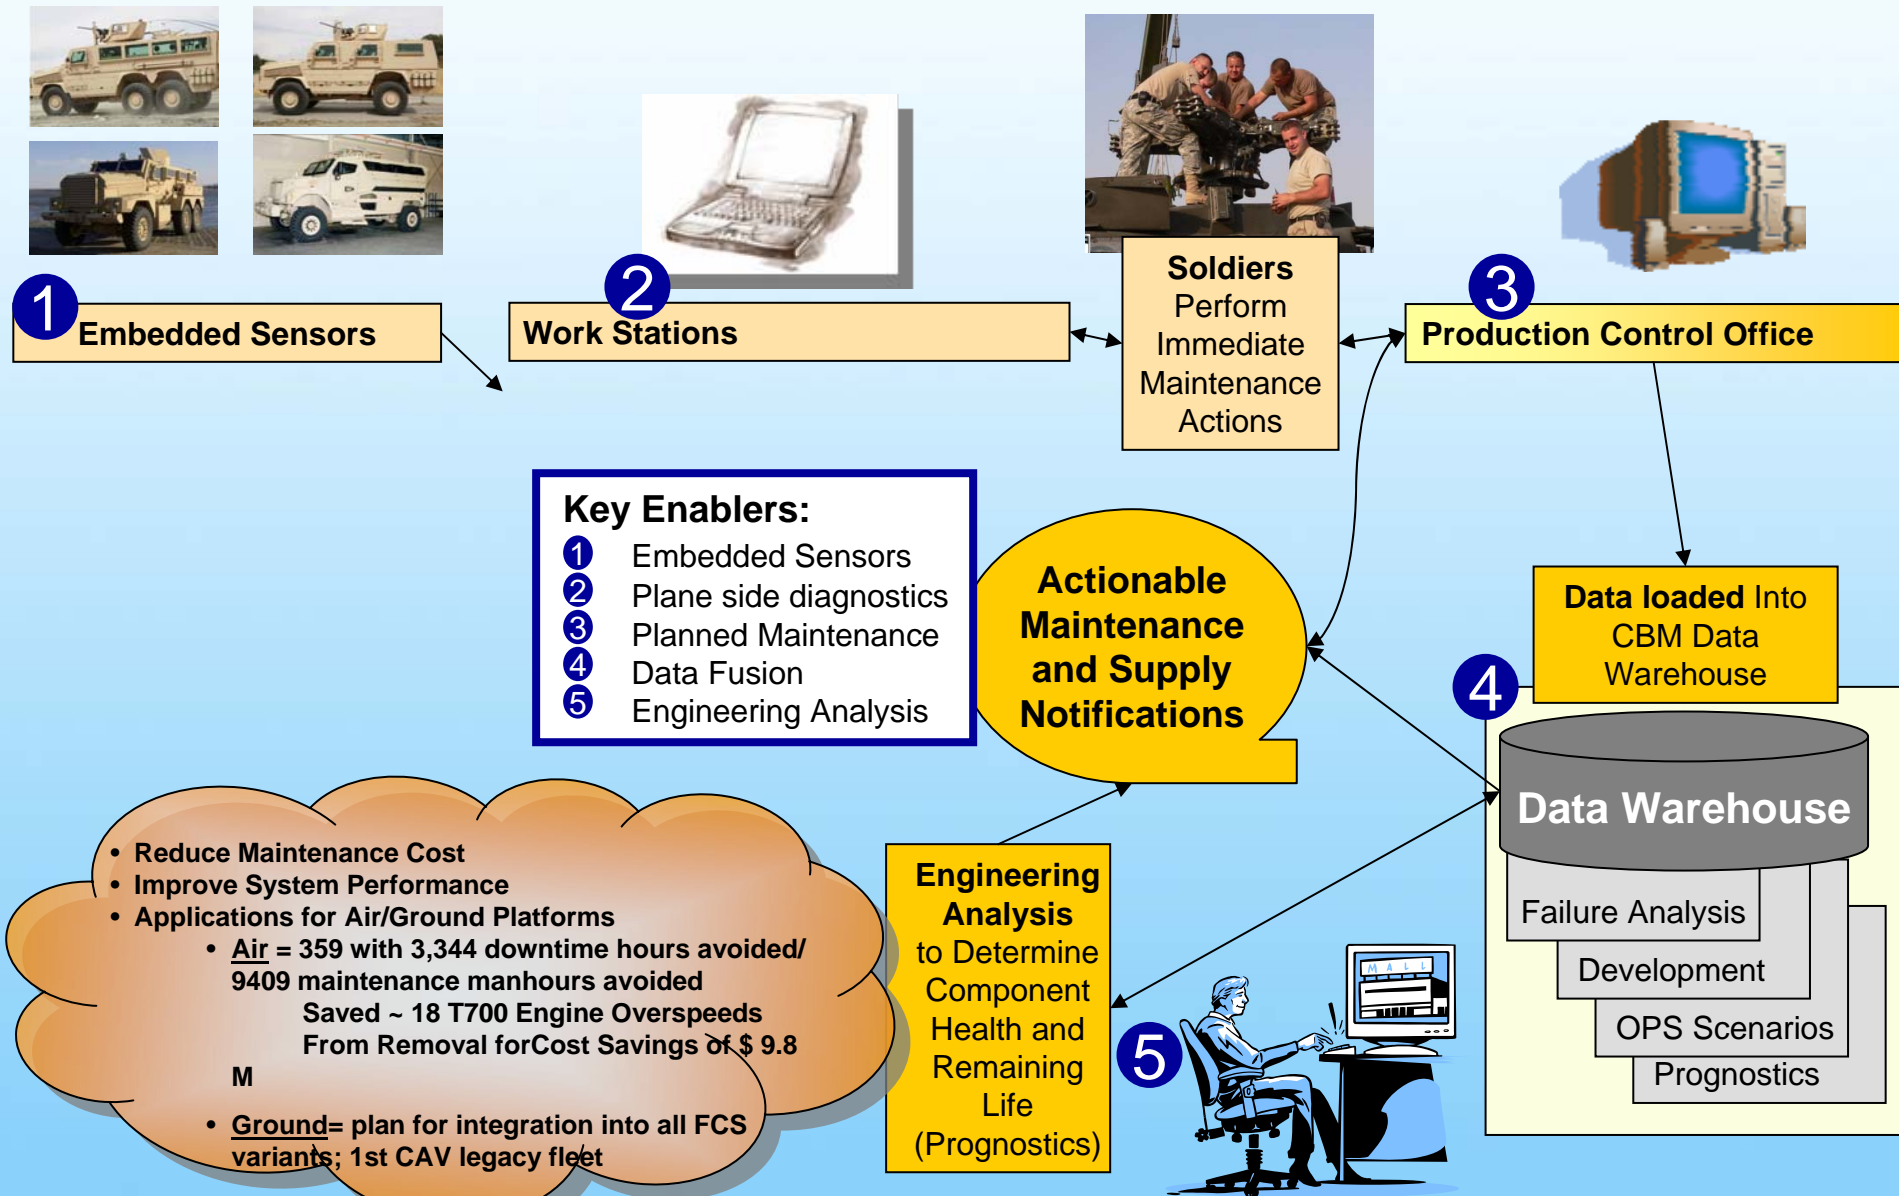 1
Embedded Sensors
2
Work Stations
Soldiers
Perform
Immediate
Maintenance
Actions
3
Production Control Office
Key Enablers:
1 Embedded Sensors
2 Plane side diagnostics
3 Planned Maintenance
4 Data Fusion
5 Engineering Analysis
Actionable
Maintenance
and Supply
Notifications
Data loaded Into
CBM Data
Warehouse
4
Data Warehouse
Failure Analysis
Development
OPS Scenarios
Prognostics
• Reduce Maintenance Cost
• Improve System Performance
• Applications for Air/Ground Platforms
• Air = 359 with 3,344 downtime hours avoided/
9409 maintenance manhours avoided
Saved ~ 18 T700 Engine Overspeeds
From Removal forCost Savings of $ 9.8
M
• Ground= plan for integration into all FCS
variants; 1st CAV legacy fleet
Engineering
Analysis
to Determine
Component
Health and
Remaining
Life
(Prognostics)
5
MALL